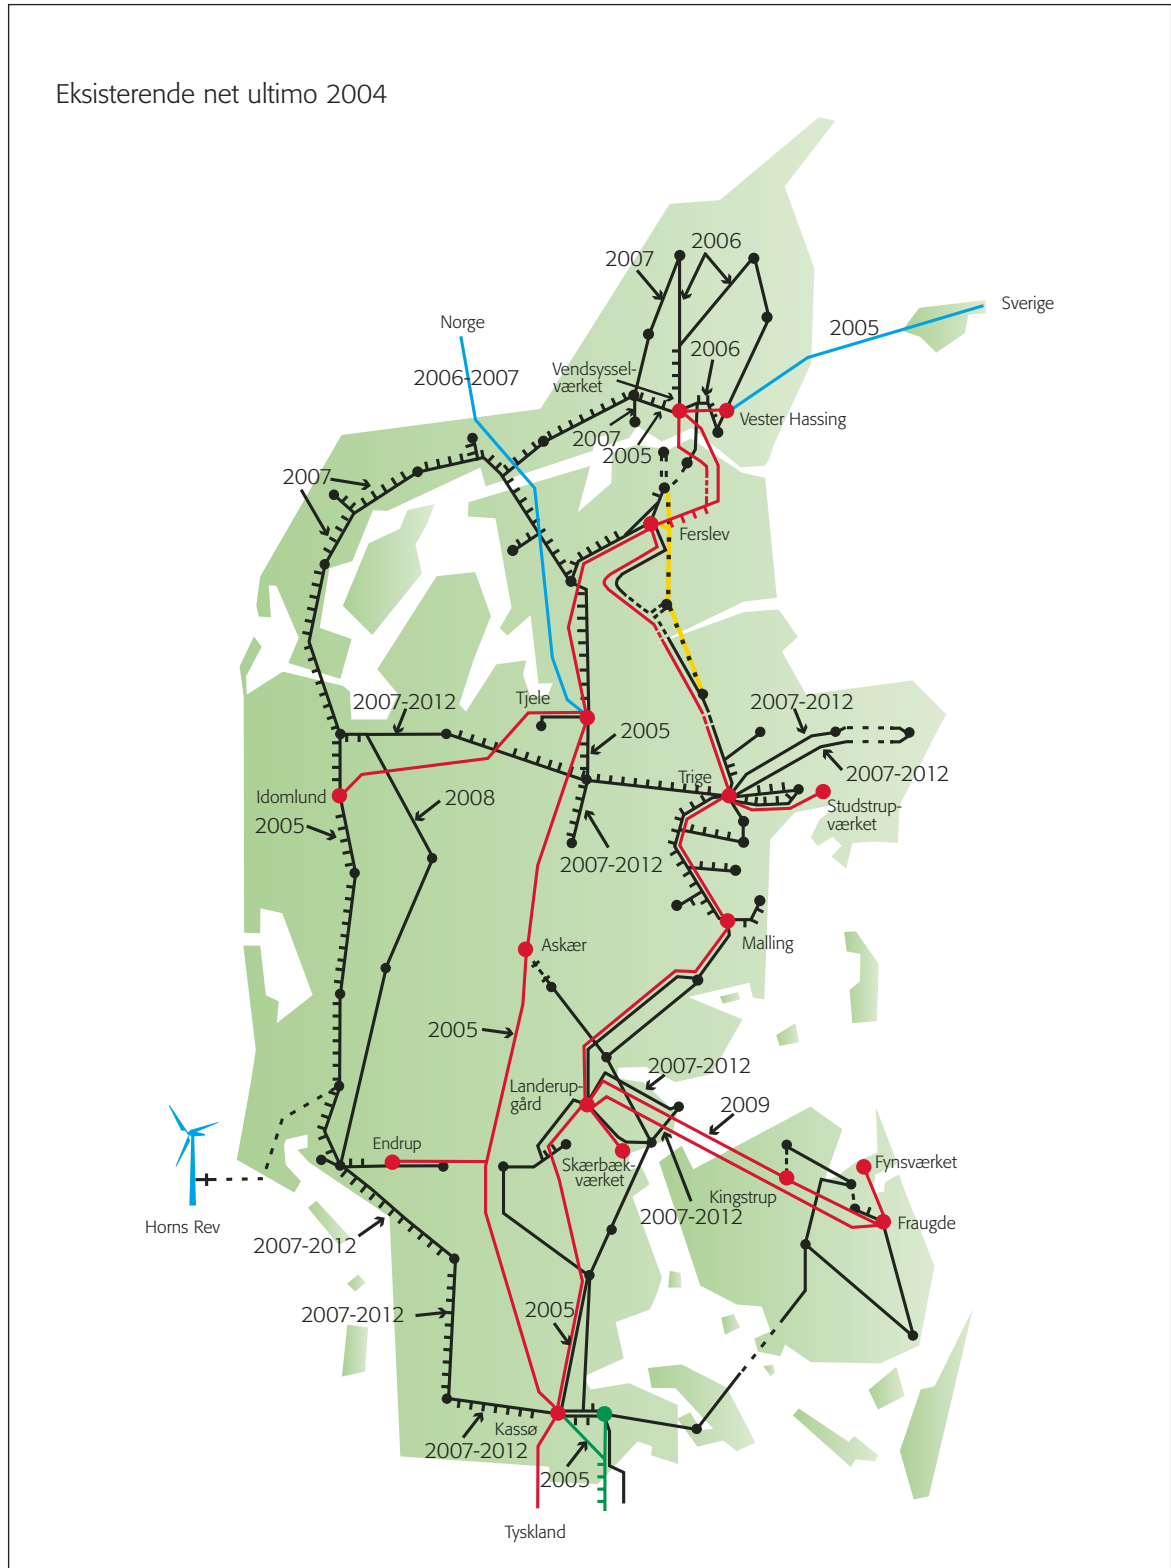 Eksisterende net ultimo 2004
2006
2007
Sverige
Norge
2005
2006
Vendsyssel-
værket
2006-2007
Vester Hassing
2007
2005
2007
Ferslev
Tjele
2007-2012
2007-2012
2005
2007-2012
Trige
Idomlund
2008
Studstrup-
værket
2005
2007-2012
Askær
Malling
2005
2007-2012
Landerup-
gård
2009
Endrup
Skærbæk-
værket
Fynsværket
Kingstrup
2007-2012
Horns Rev
Fraugde
2007-2012
2007-2012
2005
Kassø
2007-2012
2005
Tyskland